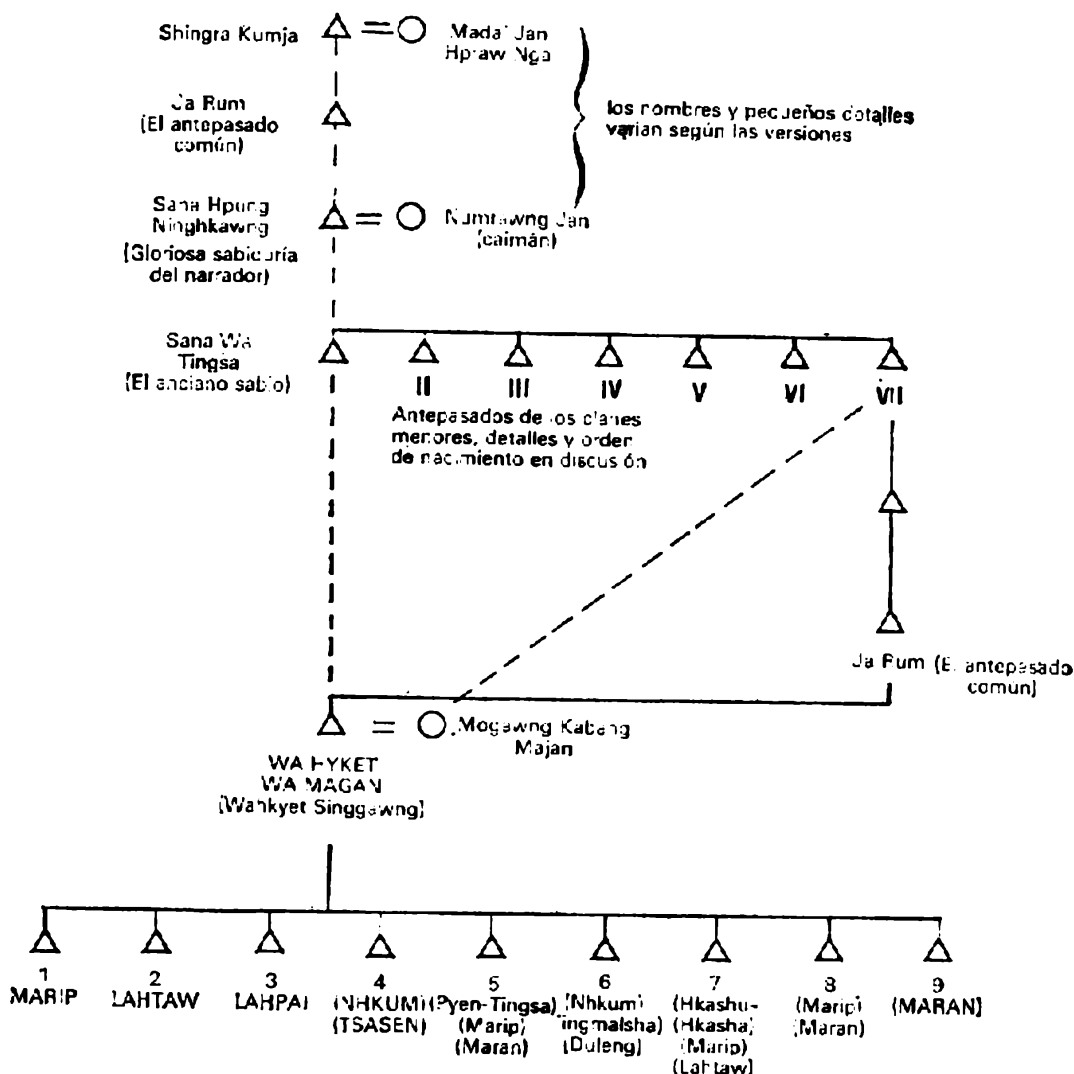 Shingra Kumja
Madai Jan
Hpraw Nga
Ja Rum
(El antepasado
común)
los nombres y pequeños detalles
varían según las versiones
Sana Hpung
Ninghkawng
(Gloriosa sabiduría
del narrador)
Numrawng Jan
(caimán)
Sana Wa
Tingsa
(El anciano sabio)
II III IV V VI VII
Antepasados de los clanes
menores, detalles y orden
de nacimiento en discusión
Ja Rum (El antepasado
común)
Mogawng Kabang
Majan
WA HYKET
WA MAGAN
(Wahkyet Singgawng)
1 2 3 4 5 6 7 8 9
MARIP LAHTAW LAHPAI (NHKUM) (Pyen-Tingsa) (Nhkum) (Hkashu- (Marip) (MARAN)
(TSASEN) (Marip) Tingmaisha) Hkasha) (Maran)
(Maran) (Duleng) (Marip)
(Lahtaw)